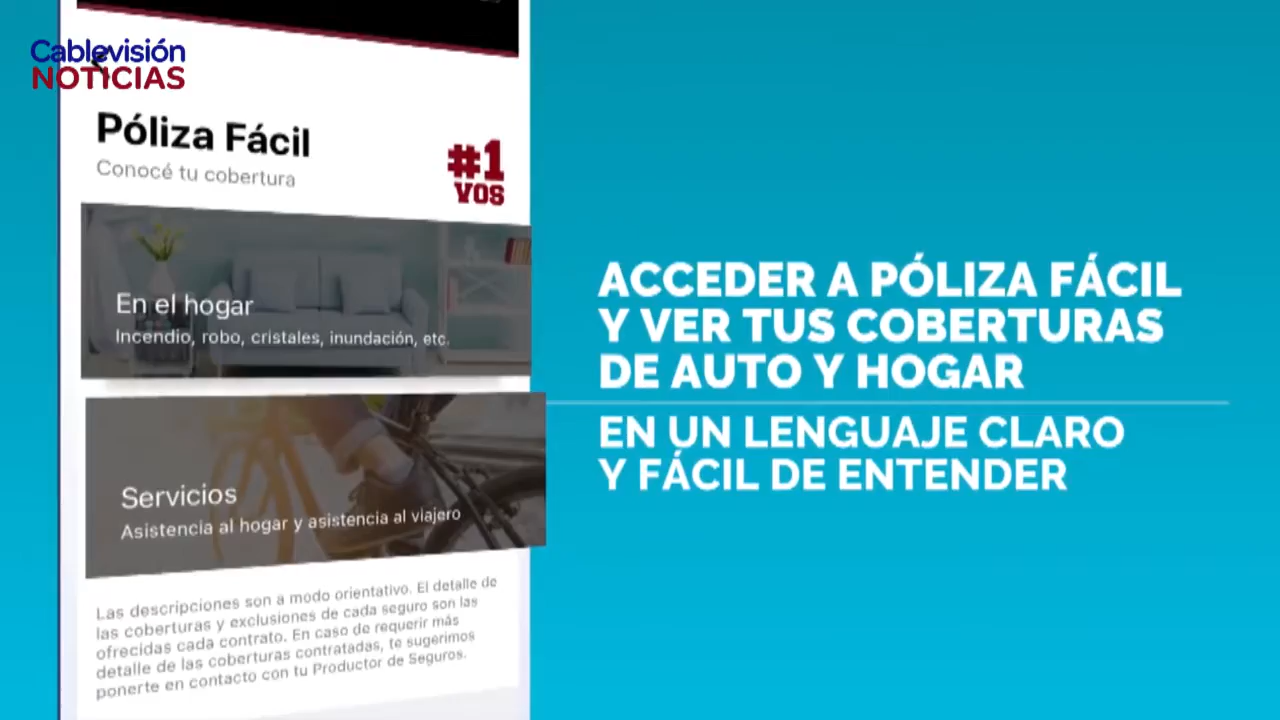 Cablevisión
NOTICIAS
Póliza Fácil
Conocé tu cobertura
#1
VOS
En el hogar
Incendio, robo, cristales, inundación, etc.
Servicios
Asistencia al hogar y asistencia al viajero
Las descripciones son a modo orientativo. El detalle de
las coberturas y exclusiones de cada seguro son las
ofrecidas cada contrato. En caso de requerir más
detalle de las coberturas contratadas, te sugerimos
ponerte en contacto con tu Productor de Seguros.
ACCEDER A PÓLIZA FÁCIL
Y VER TUS COBERTURAS
DE AUTO Y HOGAR
EN UN LENGUAJE CLARO
Y FÁCIL DE ENTENDER